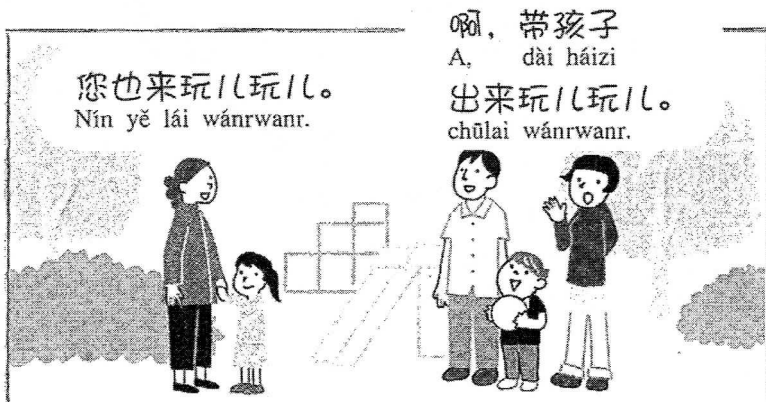 您也来玩儿玩儿。
Nín yě lái wánrwanr.
啊，带孩子
A, dài háizi
出来玩儿玩儿。
chūlai wánrwanr.